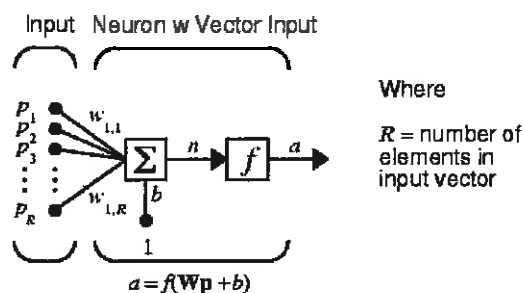 Input
Neuron w Vector Input
p1
p2
p3
pR
w1,1
w1,R
Σ
n
f
a
b
1
a = f(Wp + b)
Where
R = number of
elements in
input vector